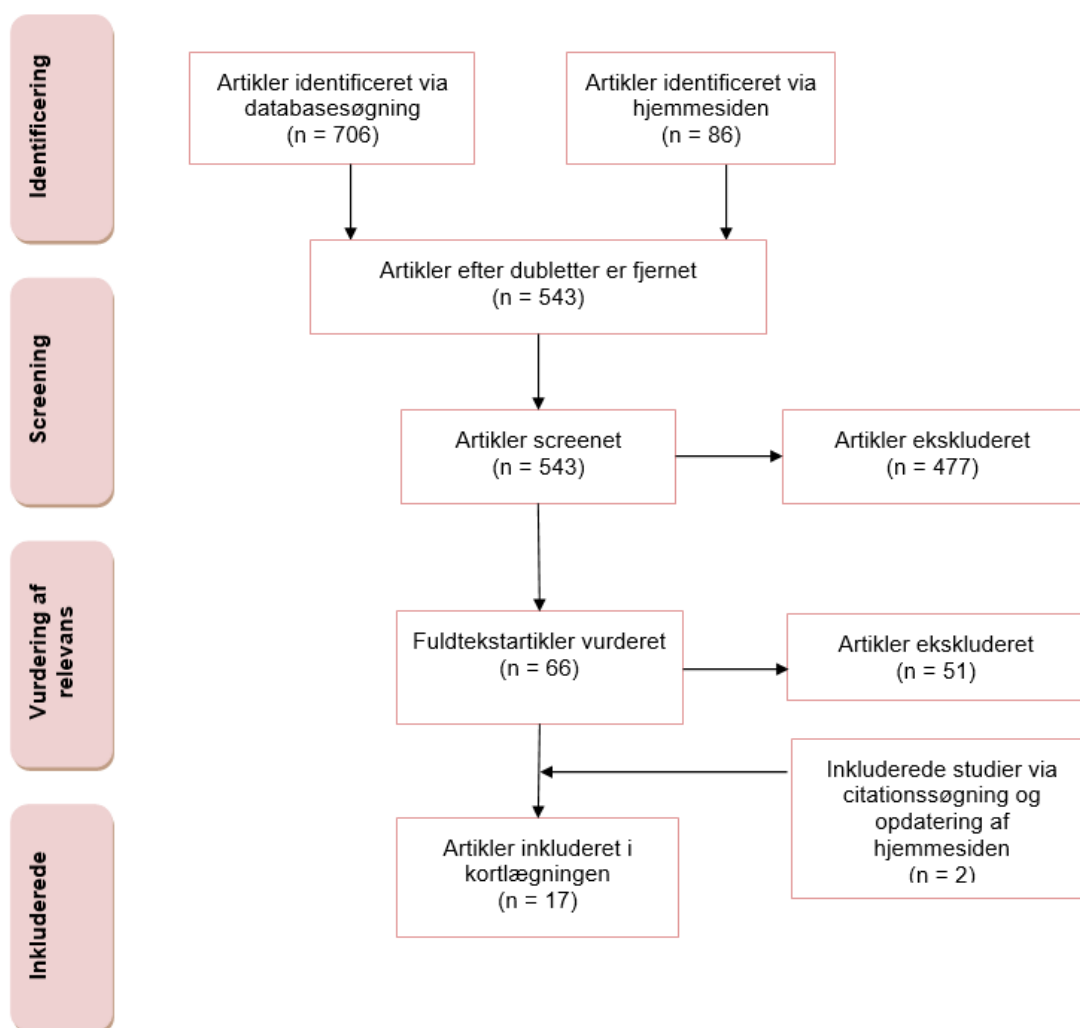 Identificering
Artikler identificeret via
databasesøgning
(n = 706)
Artikler identificeret via
hjemmesiden
(n = 86)
Artikler efter dubletter er fjernet
(n = 543)
Screening
Artikler screenet
(n = 543)
Artikler ekskluderet
(n = 477)
Vurdering af
relevans
Fuldtekstartikler vurderet
(n = 66)
Artikler ekskluderet
(n = 51)
Inkluderede studier via
citationssøgning og
opdatering af
hjemmesiden
(n = 2)
Inkluderede
Artikler inkluderet i
kortlægningen
(n = 17)